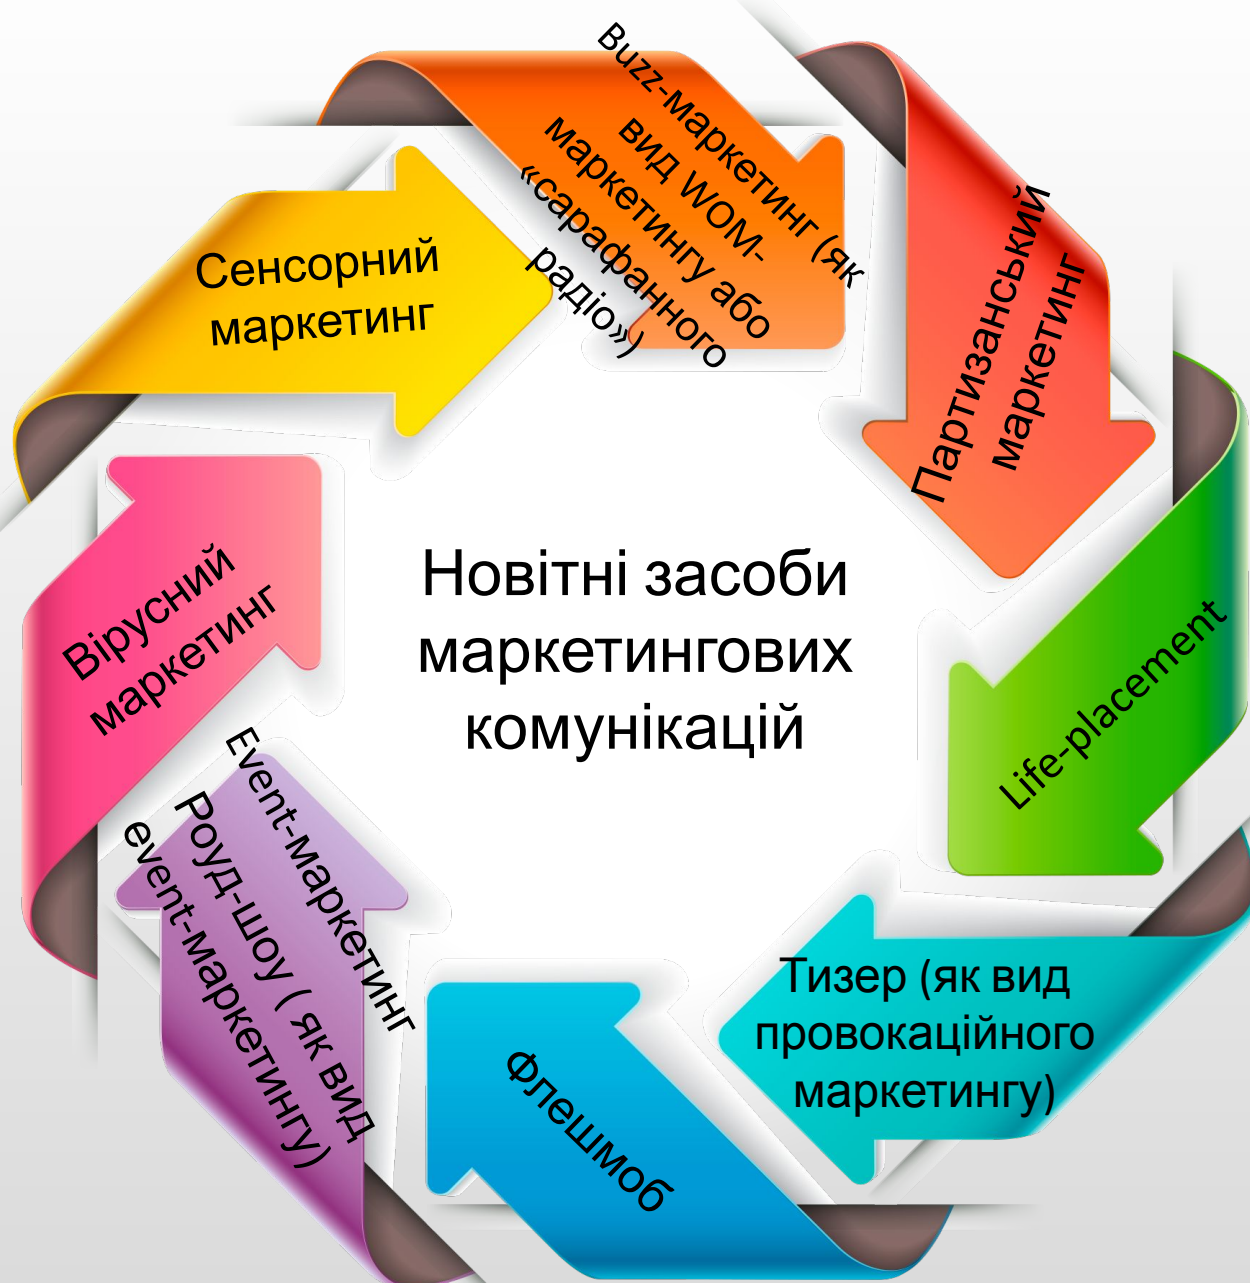 Новітні засоби
маркетингових
комунікацій
Сенсорний
маркетинг
Buzz-маркетинг (як
вид WOM-
маркетингу або
«сарафанного
радіо»)
Партизанський
маркетинг
Life-placement
Тизер (як вид
провокаційного
маркетингу)
Флешмоб
Event-маркетинг
Роуд-шоу ( як вид
event-маркетингу)
Вірусний
маркетинг